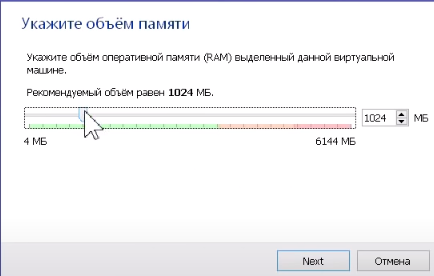 Укажите объём памяти
Укажите объём оперативной памяти (RAM) выделенный данной виртуальной
машине.
Рекомендуемый объём равен 1024 МБ.
1024 МБ
4 МБ 6144 МБ
Next Отмена